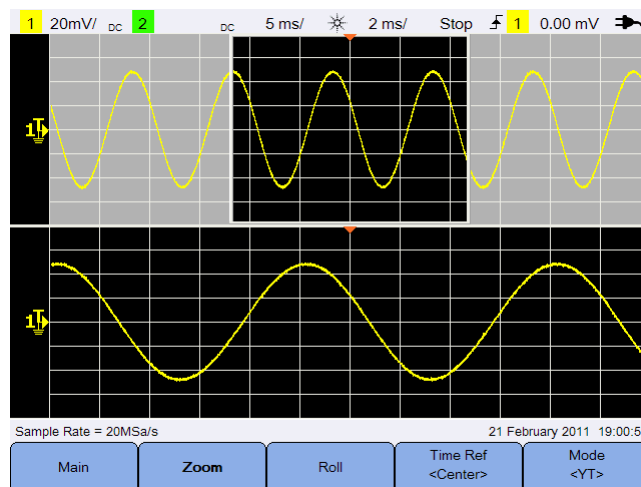 1 20mV/ DC 2 DC 5 ms/ 2 ms/ Stop 1 0.00 mV
1
1
Sample Rate = 20MSa/s 21 February 2011 19:00:5
Main Zoom Roll Time Ref <Center> Mode <YT>